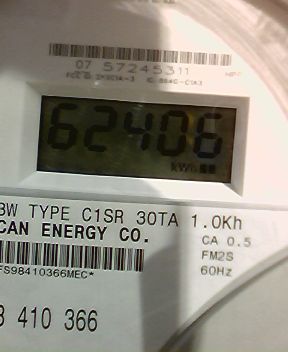 07 57245311
62406
kWh
3W TYPE C1SR 30TA 1.0Kh
CAN ENERGY CO.
CA 0.5
FM2S
60Hz
FS98410366MEC*
3 410 366